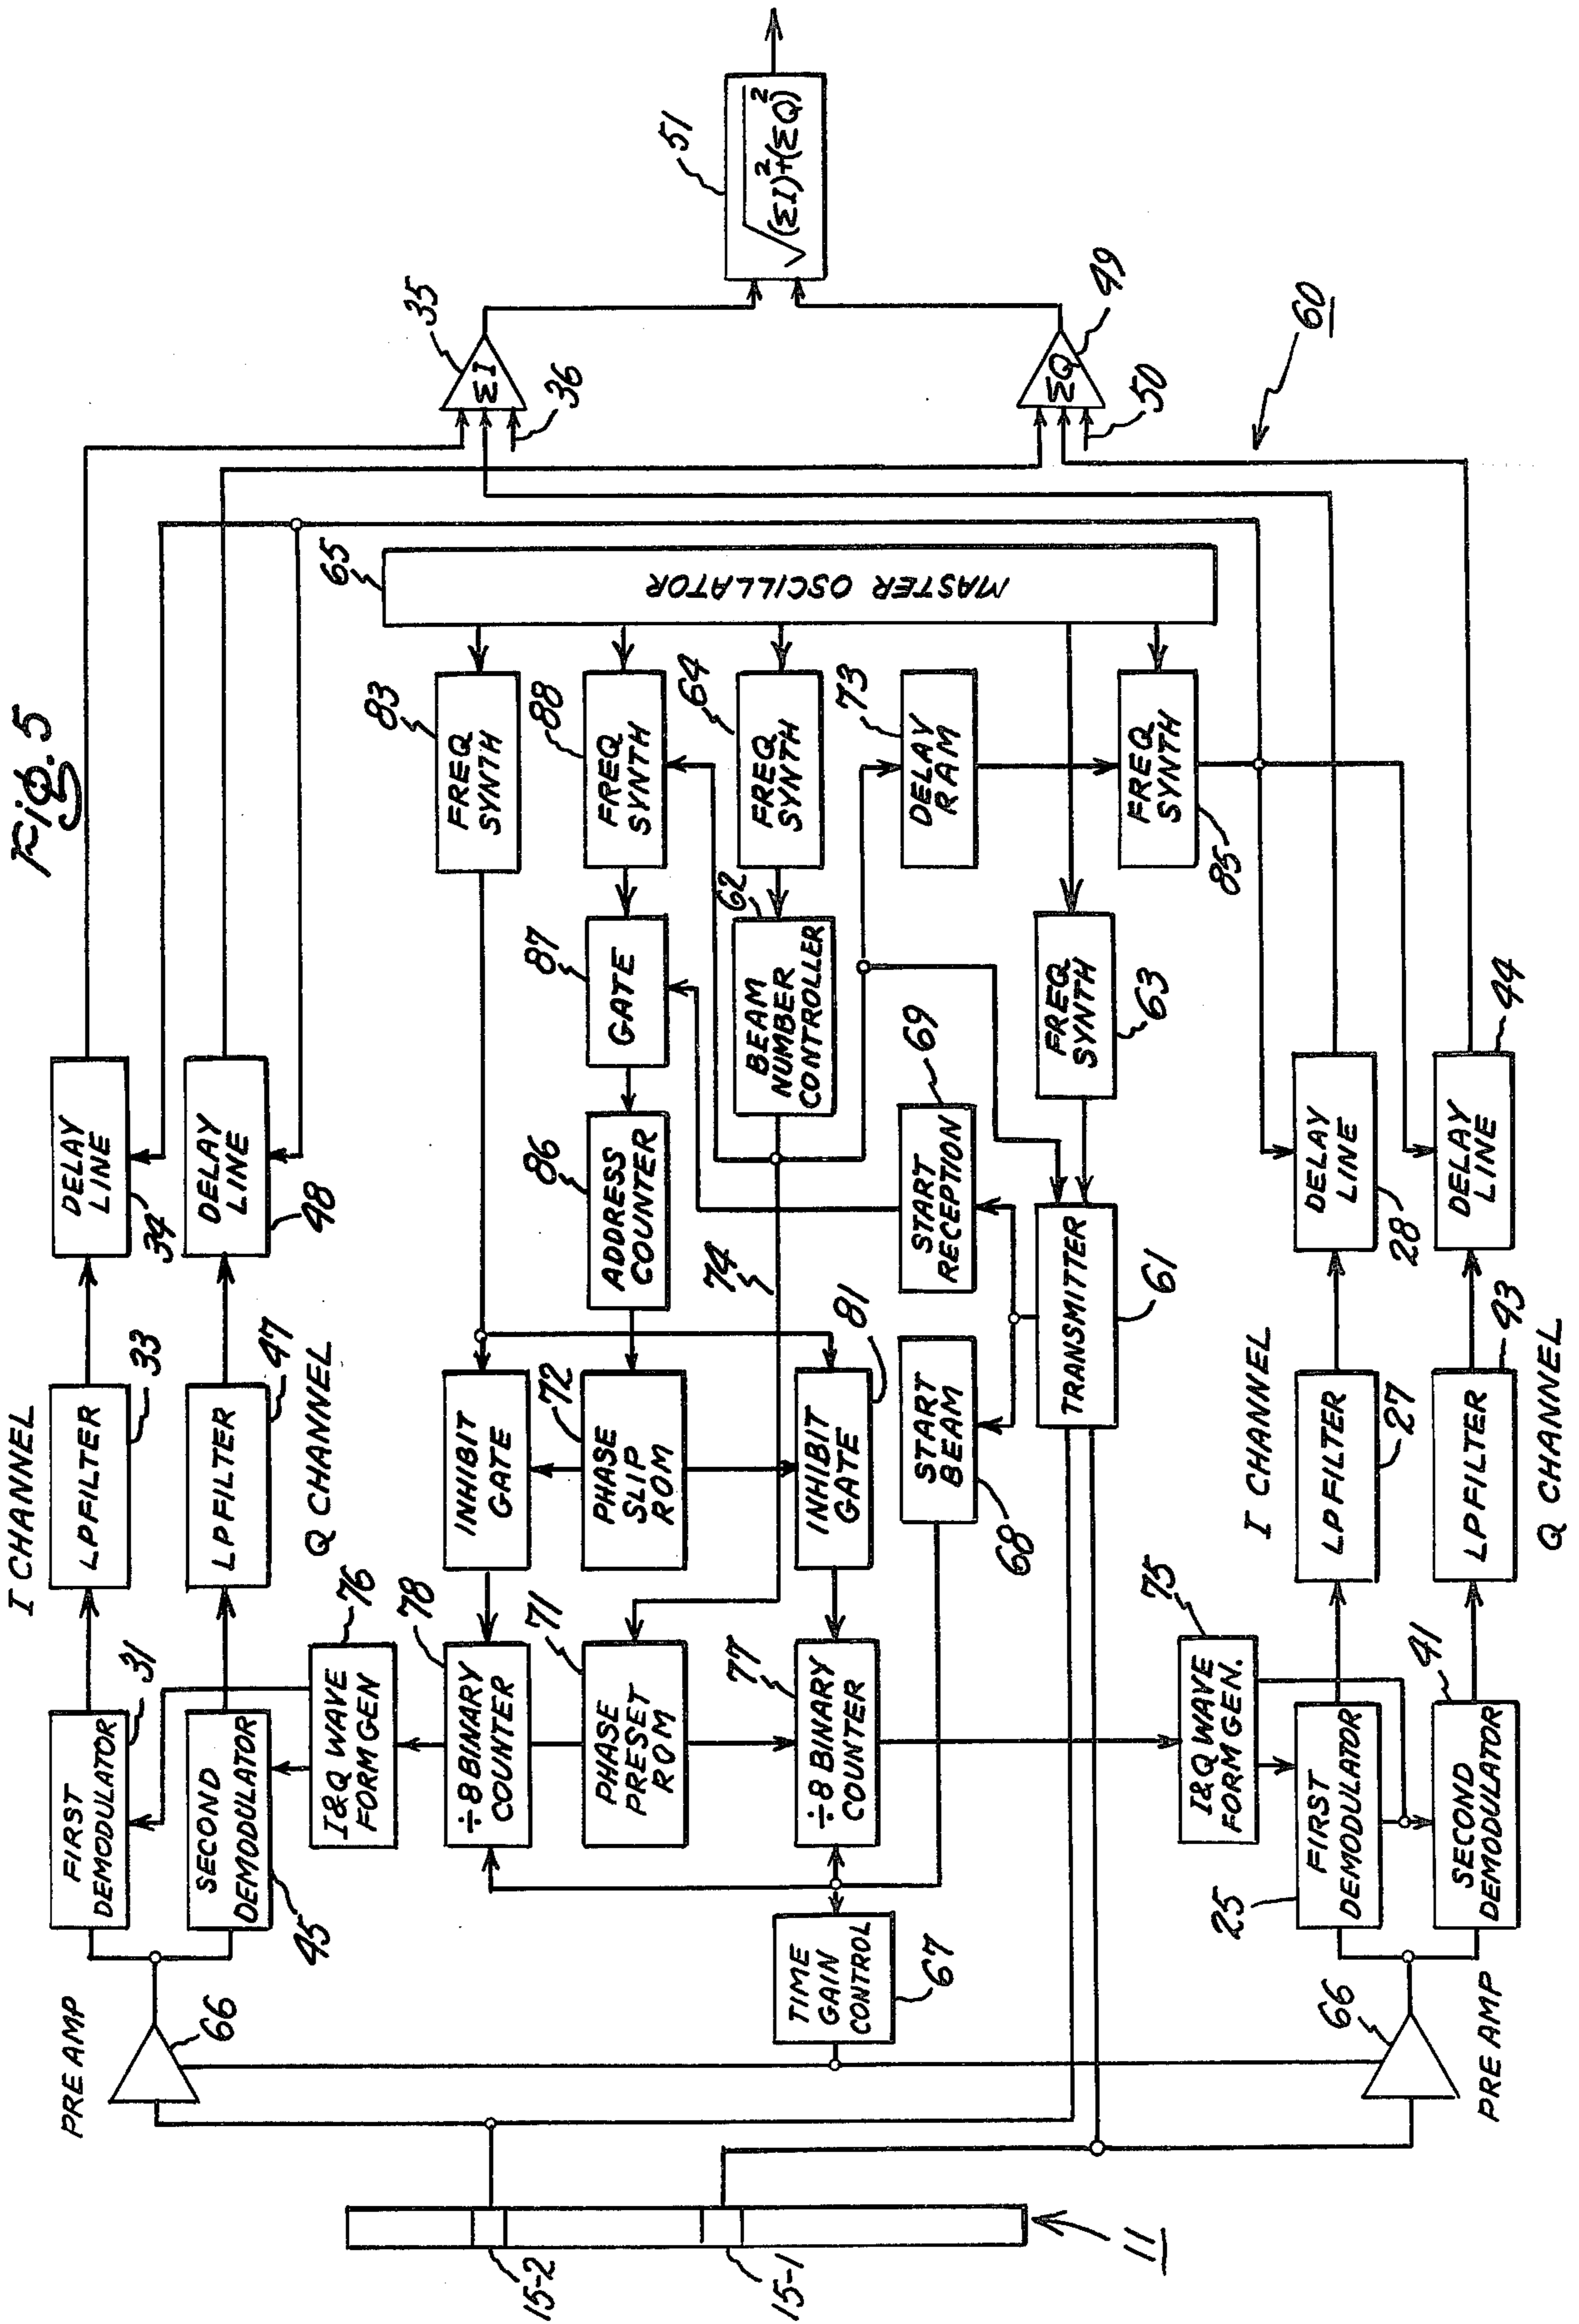 Fig. 5
I CHANNEL
PRE AMP
66
FIRST
DEMODULATOR
31
LP FILTER
33
DELAY
LINE
34
SECOND
DEMODULATOR
45
LP FILTER
47
DELAY
LINE
48
Q CHANNEL
I&Q WAVE
FORM GEN
76
÷8 BINARY
COUNTER
78
INHIBIT
GATE
FREQ
SYNTH
83
PHASE
PRESET
ROM
71
PHASE
SLIP
ROM
72
ADDRESS
COUNTER
86
GATE
87
FREQ
SYNTH
88
74
BEAM
NUMBER
CONTROLLER
62
FREQ
SYNTH
64
÷8 BINARY
COUNTER
77
INHIBIT
GATE
81
TIME
GAIN
CONTROL
67
START
BEAM
68
START
RECEPTION
69
DELAY
RAM
73
TRANSMITTER
61
FREQ
SYNTH
63
FREQ
SYNTH
85
MASTER OSCILLATOR
65
ΣI
35
36
ΣQ
49
50
√(ΣI)²+(ΣQ)²
51
60
15-2
15-1
11
I&Q WAVE
FORM GEN.
75
I CHANNEL
FIRST
DEMODULATOR
25
LP FILTER
27
DELAY
LINE
28
66
PRE AMP
SECOND
DEMODULATOR
41
LP FILTER
43
DELAY
LINE
44
Q CHANNEL